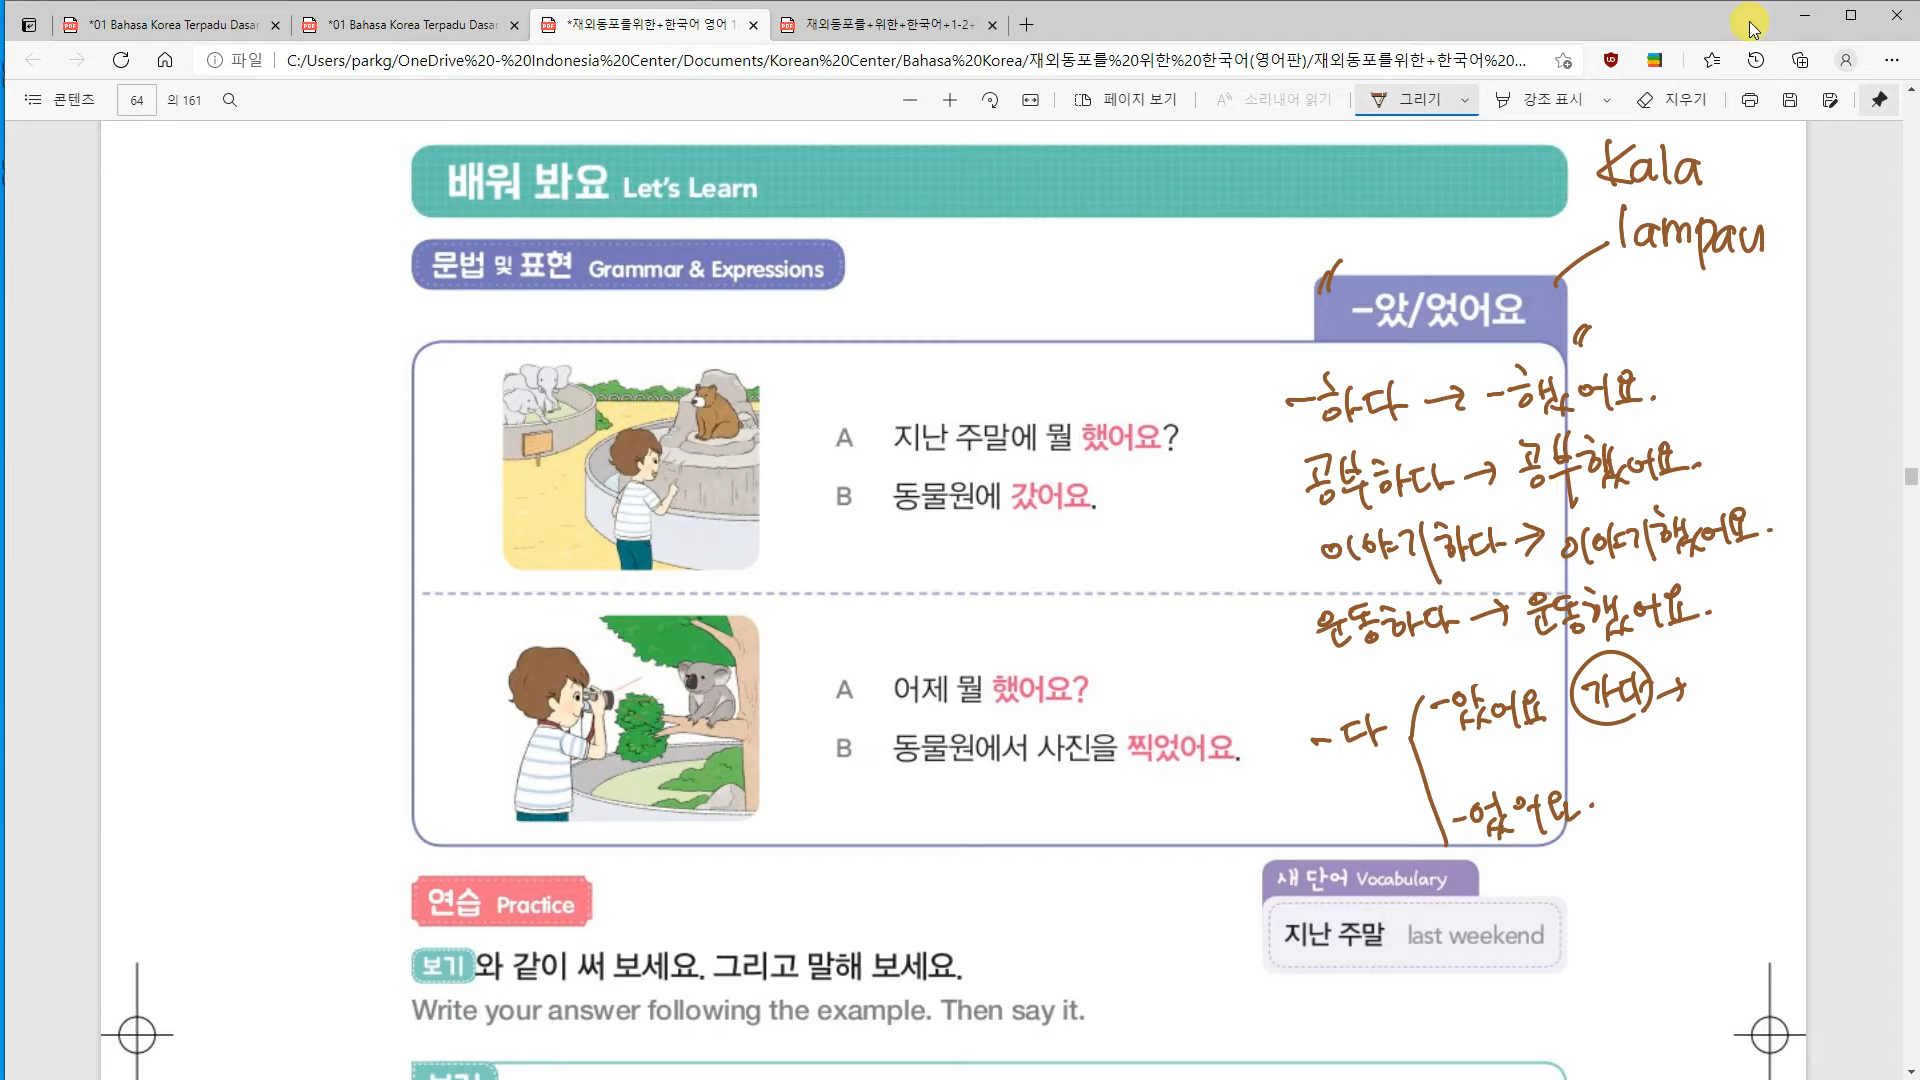 *01 Bahasa Korea Terpadu Dasar
*01 Bahasa Korea Terpadu Dasar
*재외동포를위한+한국어 영어 1
재외동포를+위한+한국어+1-2+
파일 C:/Users/parkg/OneDrive%20-%20Indonesia%20Center/Documents/Korean%20Center/Bahasa%20Korea/재외동포를%20위한%20한국어(영어판)/재외동포를위한+한국어%20...
콘텐츠 64 의 161 페이지 보기 소리내어 읽기 그리기 강조 표시 지우기
배워 봐요 Let's Learn
Kala
lampau
문법 및 표현 Grammar & Expressions
" -았/었어요 "
-하다 → -했어요.
A 지난 주말에 뭘 했어요?
공부하다 → 공부했어요.
B 동물원에 갔어요.
이야기하다 → 이야기했어요.
운동하다 → 운동했어요.
A 어제 뭘 했어요?
-다 -았어요 가다 →
B 동물원에서 사진을 찍었어요.
-었어요.
새 단어 Vocabulary
연습 Practice
지난 주말 last weekend
보기와 같이 써 보세요. 그리고 말해 보세요.
Write your answer following the example. Then say it.